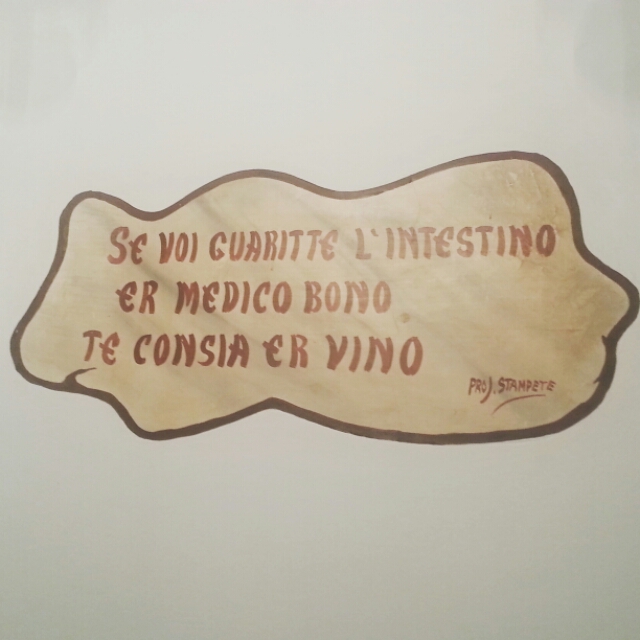 SE VOI GUARITTE L'INTESTINO
ER MEDICO BONO
TE CONSIA ER VINO
PROJ. STAMPETE